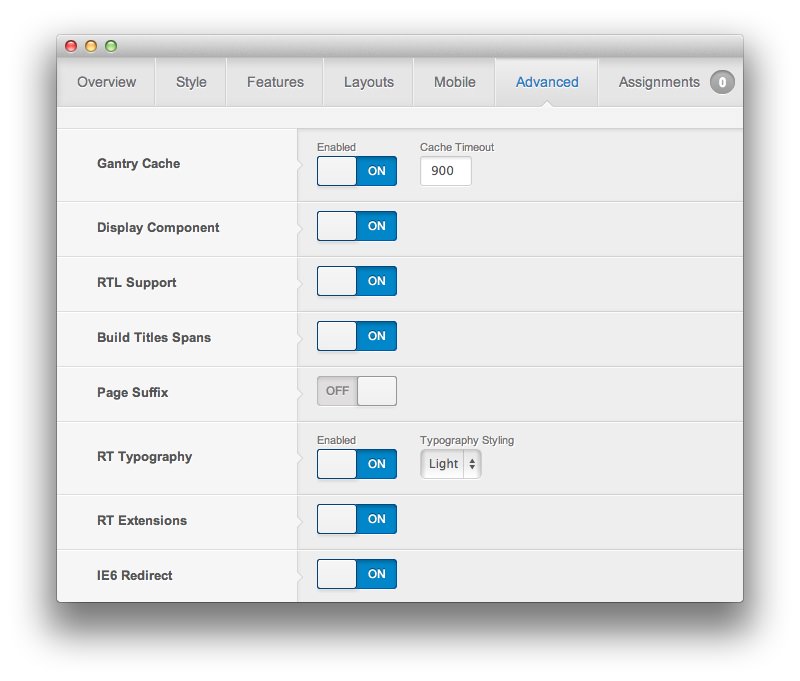 Overview Style Features Layouts Mobile Advanced Assignments 0
Enabled Cache Timeout
Gantry Cache ON 900
Display Component ON
RTL Support ON
Build Titles Spans ON
Page Suffix OFF
Enabled Typography Styling
RT Typography ON Light
RT Extensions ON
IE6 Redirect ON